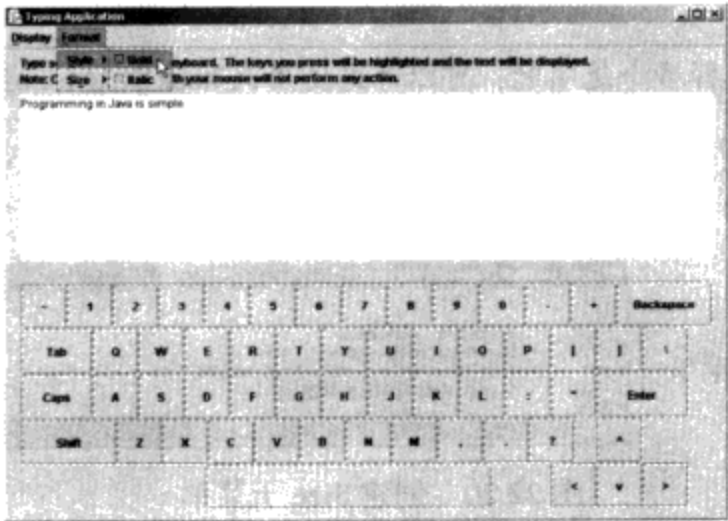 Typing Application
Display Format
Style Bold
Size Italic
Type keyboard. The keys you press will be highlighted and the text will be displayed.
Note: your mouse will not perform any action.
Programming in Java is simple
~ 1 2 3 4 5 6 7 8 9 0 - + Backspace
Tab Q W E R T Y U I O P [ ] \
Caps A S D F G H J K L : " Enter
Shift Z X C V B N M , . ? ^
< v >